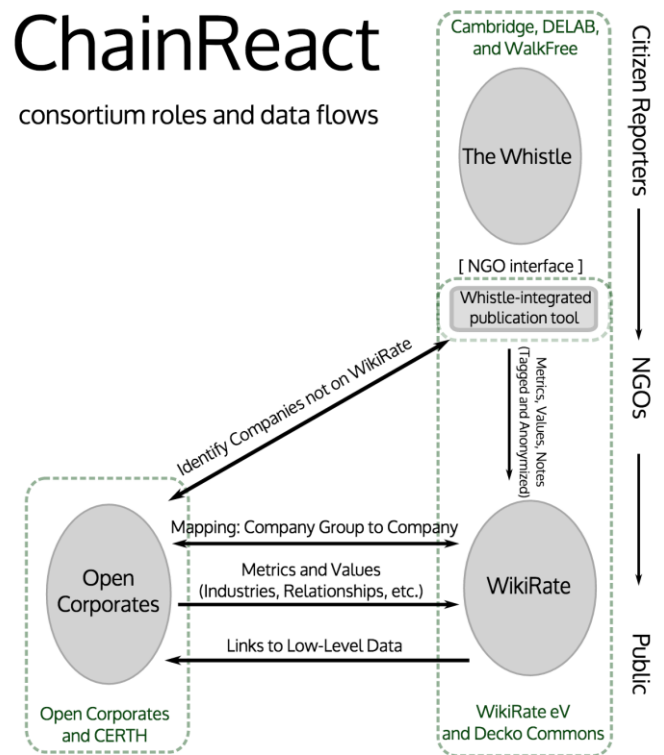 ChainReact
consortium roles and data flows
Cambridge, DELAB,
and WalkFree
The Whistle
[ NGO interface ]
Whistle-integrated
publication tool
Citizen Reporters
NGOs
Public
Identify Companies not on WikiRate
Metrics, Values, Notes
(Tagged and Anonymized)
Mapping: Company Group to Company
Open
Corporates
Metrics and Values
(Industries, Relationships, etc.)
WikiRate
Links to Low-Level Data
Open Corporates
and CERTH
WikiRate eV
and Decko Commons